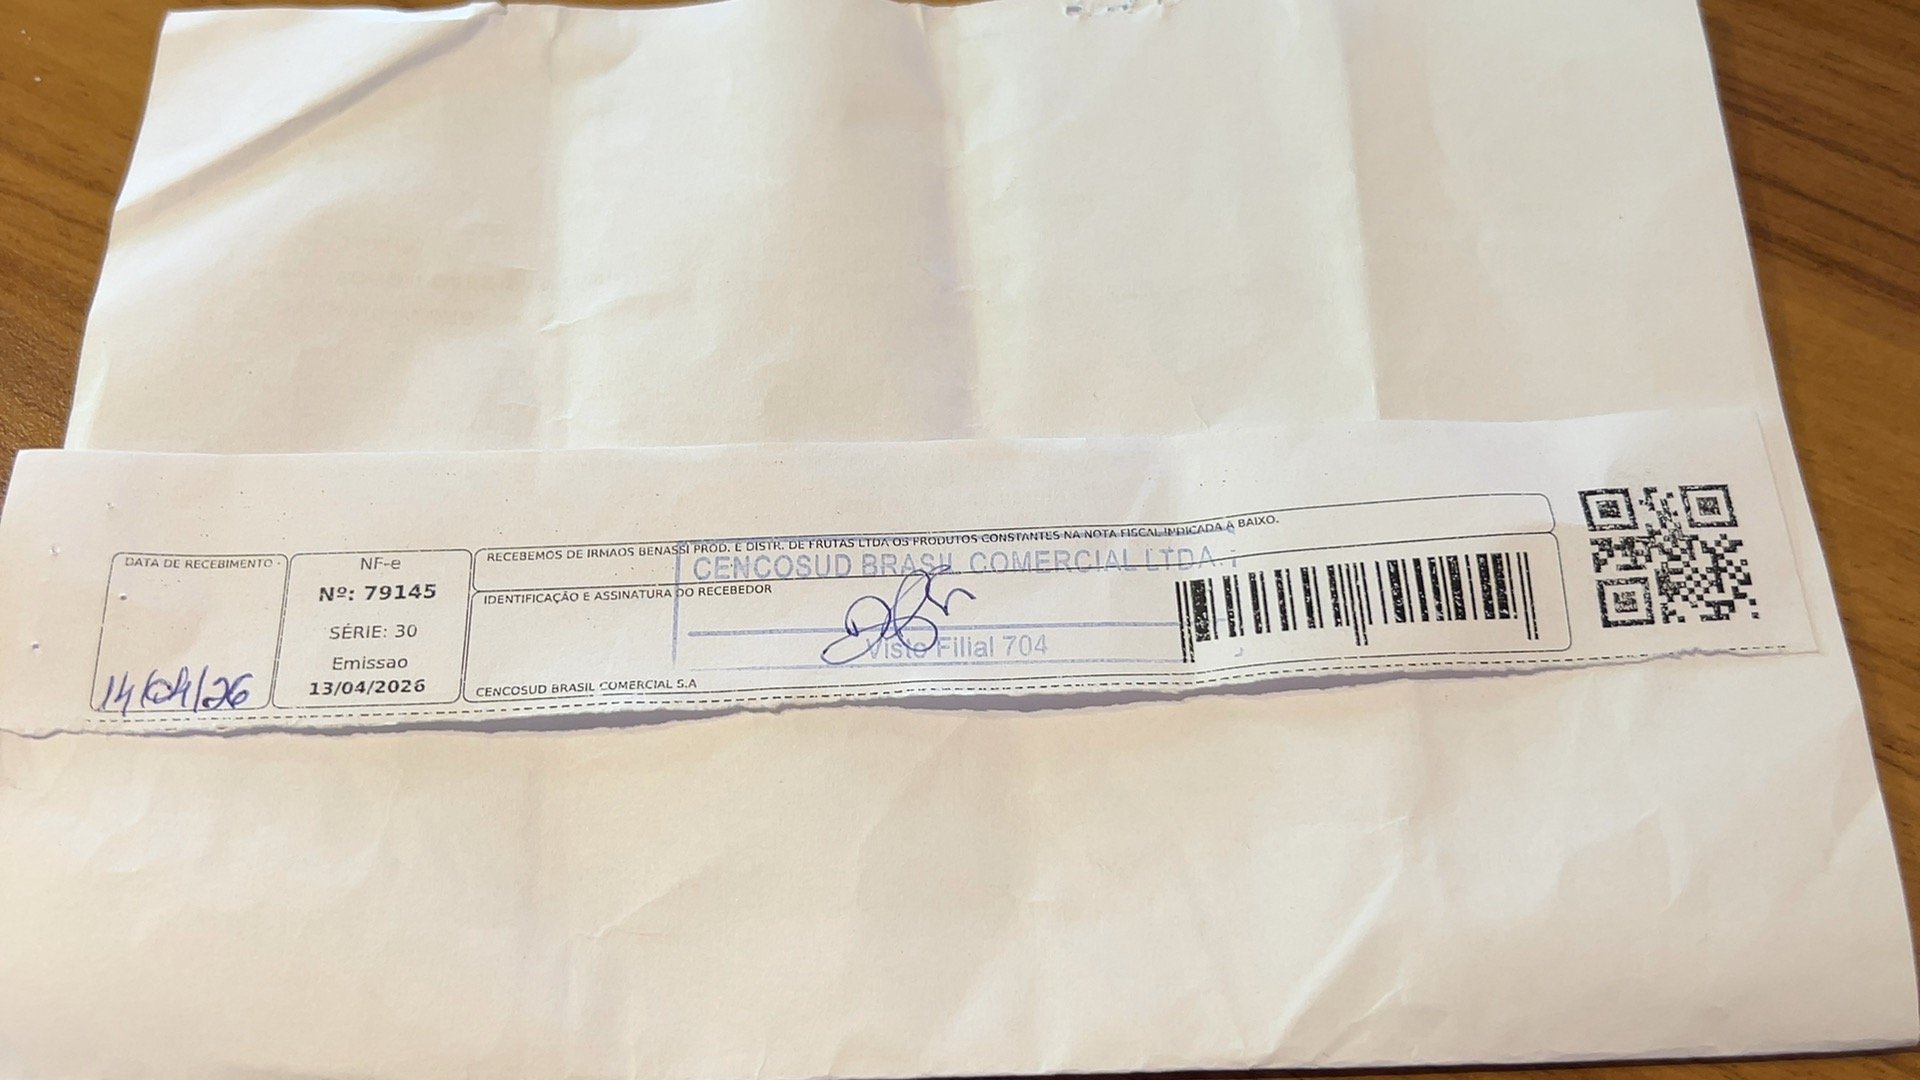 RECEBEMOS DE IRMAOS BENASSI PROD. E DISTR. DE FRUTAS LTDA OS PRODUTOS CONSTANTES NA NOTA FISCAL INDICADA A BAIXO.
DATA DE RECEBIMENTO
14/04/26
NF-e
Nº: 79145
SÉRIE: 30
Emissao
13/04/2026
IDENTIFICAÇÃO E ASSINATURA DO RECEBEDOR
CENCOSUD BRASIL COMERCIAL LTDA.
Visto Filial 704
CENCOSUD BRASIL COMERCIAL S.A